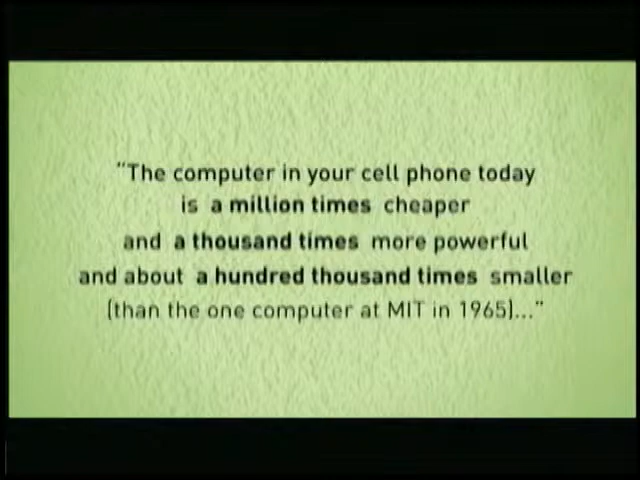 "The computer in your cell phone today
is a million times cheaper
and a thousand times more powerful
and about a hundred thousand times smaller
(than the one computer at MIT in 1965)..."